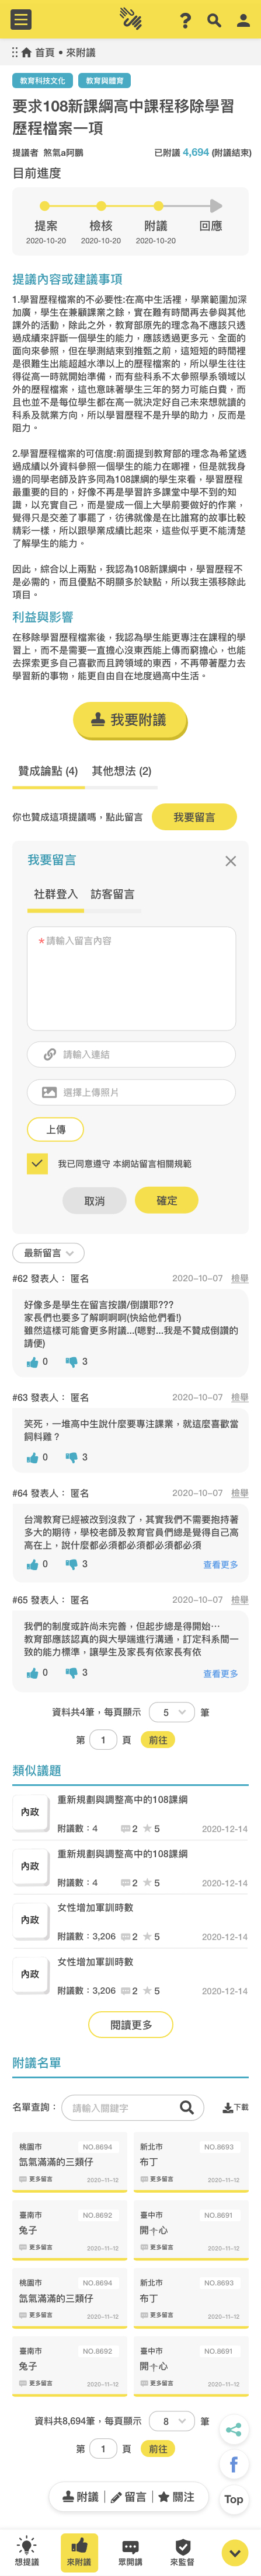 首頁 • 來附議
教育科技文化 教育與體育
要求108新課綱高中課程移除學習
歷程檔案一項
提議者 無氣a阿鵬 已附議 4,694 (附議結束)
目前進度
提案 檢核 附議 回應
2020-10-20 2020-10-20 2020-10-20
提議內容或建議事項
1.學習歷程檔案的不必要性:在高中生活裡，學業範圍加深
加廣，學生在兼顧課業之餘，實在難有時間再去參與其他
課外的活動，除此之外，教育部原先的理念為不應該只透
過成績來評斷一個學生的能力，應該透過更多元、全面的
面向來參照，但在學測結束到推甄之前，這短短的時間裡
是很難生出能超越水準以上的歷程檔案的，所以學生往往
得從高一時就開始準備，而有些科系不太參照學系領域以
外的歷程檔案，這也意味著學生三年的努力可能白費，而
且也並不是每位學生都在高一就決定好自己未來想就讀的
科系及就業方向，所以學習歷程不是升學的助力，反而是
阻力。
2.學習歷程檔案的可信度:前面提到教育部的理念為希望透
過成績以外資料參照一個學生的能力在哪裡，但是就我身
邊的同學老師及許多同為108課綱的學生來看，學習歷程
最重要的目的，好像不再是學習許多課堂中學不到的知
識，以充實自己，而是變成一個上大學前要做好的作業，
覺得只是交差了事罷了，彷彿就像是在比誰寫的故事比較
精彩一樣，所以跟學業成績比起來，這些似乎更不能清楚
了解學生的能力。
因此，綜合以上兩點，我認為108新課綱中，學習歷程不
是必需的，而且優點不明顯多於缺點，所以我主張移除此
項目。
利益與影響
在移除學習歷程檔案後，我認為學生能更專注在課程的學
習上，而不是需要一直擔心沒東西能上傳而窮擔心，也能
去探索更多自己喜歡而且跨領域的東西，不再帶著壓力去
學習新的事物，能更自由自在地度過高中生活。
我要附議
贊成論點 (4) 其他想法 (2)
你也贊成這項提議嗎，點此留言 我要留言
我要留言
社群登入 訪客留言
*請輸入留言內容
請輸入連結
選擇上傳照片
上傳
我已同意遵守 本網站留言相關規範
取消 確定
最新留言
#62 發表人： 匿名 2020-10-07 檢舉
好像多是學生在留言按讚/倒讚耶???
家長們也要多了解啊啊啊(快給他們看!)
雖然這樣可能會更多附議...(嗯對...我是不贊成倒讚的
請便)
0 3
#63 發表人： 匿名 2020-10-07 檢舉
笑死，一堆高中生說什麼要專注課業，就這麼喜歡當
飼料雞？
0 3
#64 發表人： 匿名 2020-10-07 檢舉
台灣教育已經被改到沒救了，其實我們不需要抱持著
多大的期待，學校老師及教育官員們總是覺得自己高
高在上，說什麼都必須都必須都必須都必須
0 3 查看更多
#65 發表人： 匿名 2020-10-07 檢舉
我們的制度或許尚未完善，但起步總是得開始⋯
教育部應該認真的與大學端進行溝通，訂定科系間一
致的能力標準，讓學生及家長有依家長有依
0 3 查看更多
資料共4筆，每頁顯示 5 筆
第 1 頁 前往
類似議題
內政 重新規劃與調整高中的108課綱
附議數：4 2 5 2020-12-14
內政 重新規劃與調整高中的108課綱
附議數：4 2 5 2020-12-14
內政 女性增加軍訓時數
附議數：3,206 2 5 2020-12-14
內政 女性增加軍訓時數
附議數：3,206 2 5 2020-12-14
閱讀更多
附議名單
名單查詢： 請輸入關鍵字 下載
桃園市 NO.8694 新北市 NO.8693
氙氣滿滿的三類仔 布丁
更多留言 2020-11-12 更多留言 2020-11-12
臺南市 NO.8692 臺中市 NO.8691
兔子 開十心
更多留言 2020-11-12 更多留言 2020-11-12
桃園市 NO.8694 新北市 NO.8693
氙氣滿滿的三類仔 布丁
更多留言 2020-11-12 更多留言 2020-11-12
臺南市 NO.8692 臺中市 NO.8691
兔子 開十心
更多留言 2020-11-12 更多留言 2020-11-12
資料共8,694筆，每頁顯示 8 筆
第 1 頁 前往
附議 | 留言 | 關注
Top
想提議 來附議 眾開講 來監督